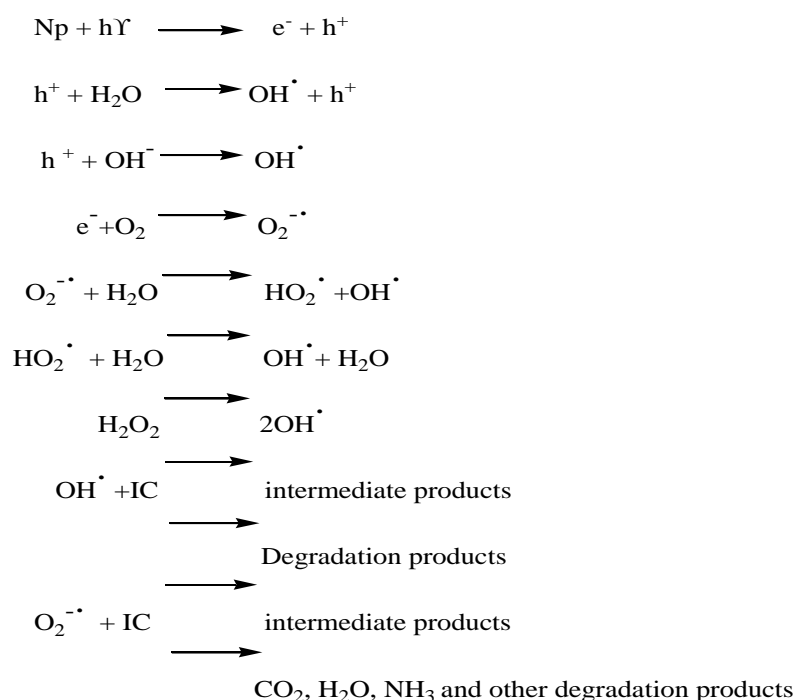 Np + hϒ ⟶ e⁻ + h⁺
h⁺ + H₂O ⟶ OH• + h⁺
h⁺ + OH⁻ ⟶ OH•
e⁻+O₂ ⟶ O₂⁻•
O₂⁻• + H₂O ⟶ HO₂• +OH•
HO₂• + H₂O ⟶ OH•+ H₂O
H₂O₂ ⟶ 2OH•
OH• +IC ⟶ intermediate products
⟶ Degradation products
O₂⁻• + IC ⟶ intermediate products
⟶ CO₂, H₂O, NH₃ and other degradation products